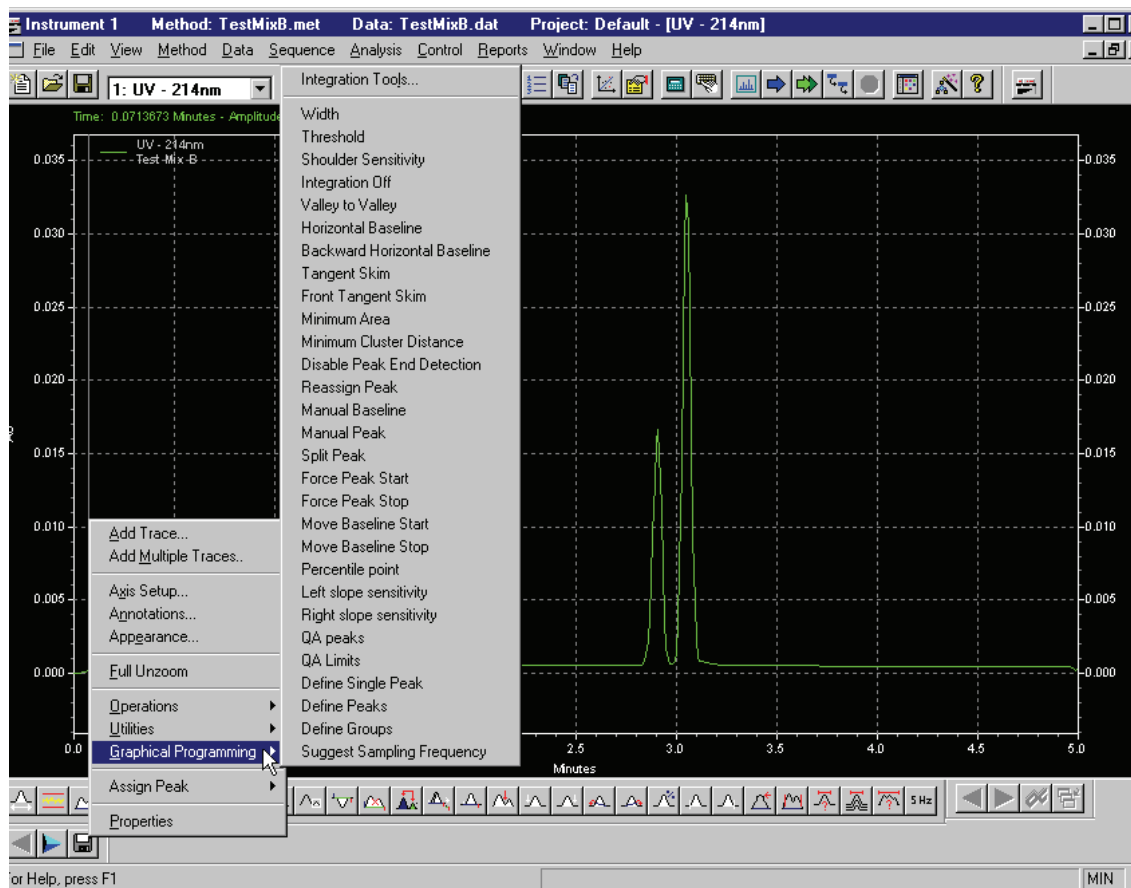 Instrument 1 Method: TestMixB.met Data: TestMixB.dat Project: Default - [UV - 214nm]
File Edit View Method Data Sequence Analysis Control Reports Window Help
1: UV - 214nm
Time: 0.0713673 Minutes - Amplitude
UV - 214nm
Test Mix B
0.035
0.030
0.025
0.020
0.015
0.010
0.005
0.000
0.0
Integration Tools...
Width
Threshold
Shoulder Sensitivity
Integration Off
Valley to Valley
Horizontal Baseline
Backward Horizontal Baseline
Tangent Skim
Front Tangent Skim
Minimum Area
Minimum Cluster Distance
Disable Peak End Detection
Reassign Peak
Manual Baseline
Manual Peak
Split Peak
Force Peak Start
Force Peak Stop
Move Baseline Start
Move Baseline Stop
Percentile point
Left slope sensitivity
Right slope sensitivity
QA peaks
QA Limits
Define Single Peak
Define Peaks
Define Groups
Suggest Sampling Frequency
Add Trace...
Add Multiple Traces..
Axis Setup...
Annotations...
Appearance...
Full Unzoom
Operations
Utilities
Graphical Programming
Assign Peak
Properties
0.035
0.030
0.025
0.020
0.015
0.010
0.005
0.000
2.5 3.0 3.5 4.0 4.5 5.0
Minutes
5 Hz
For Help, press F1
MIN